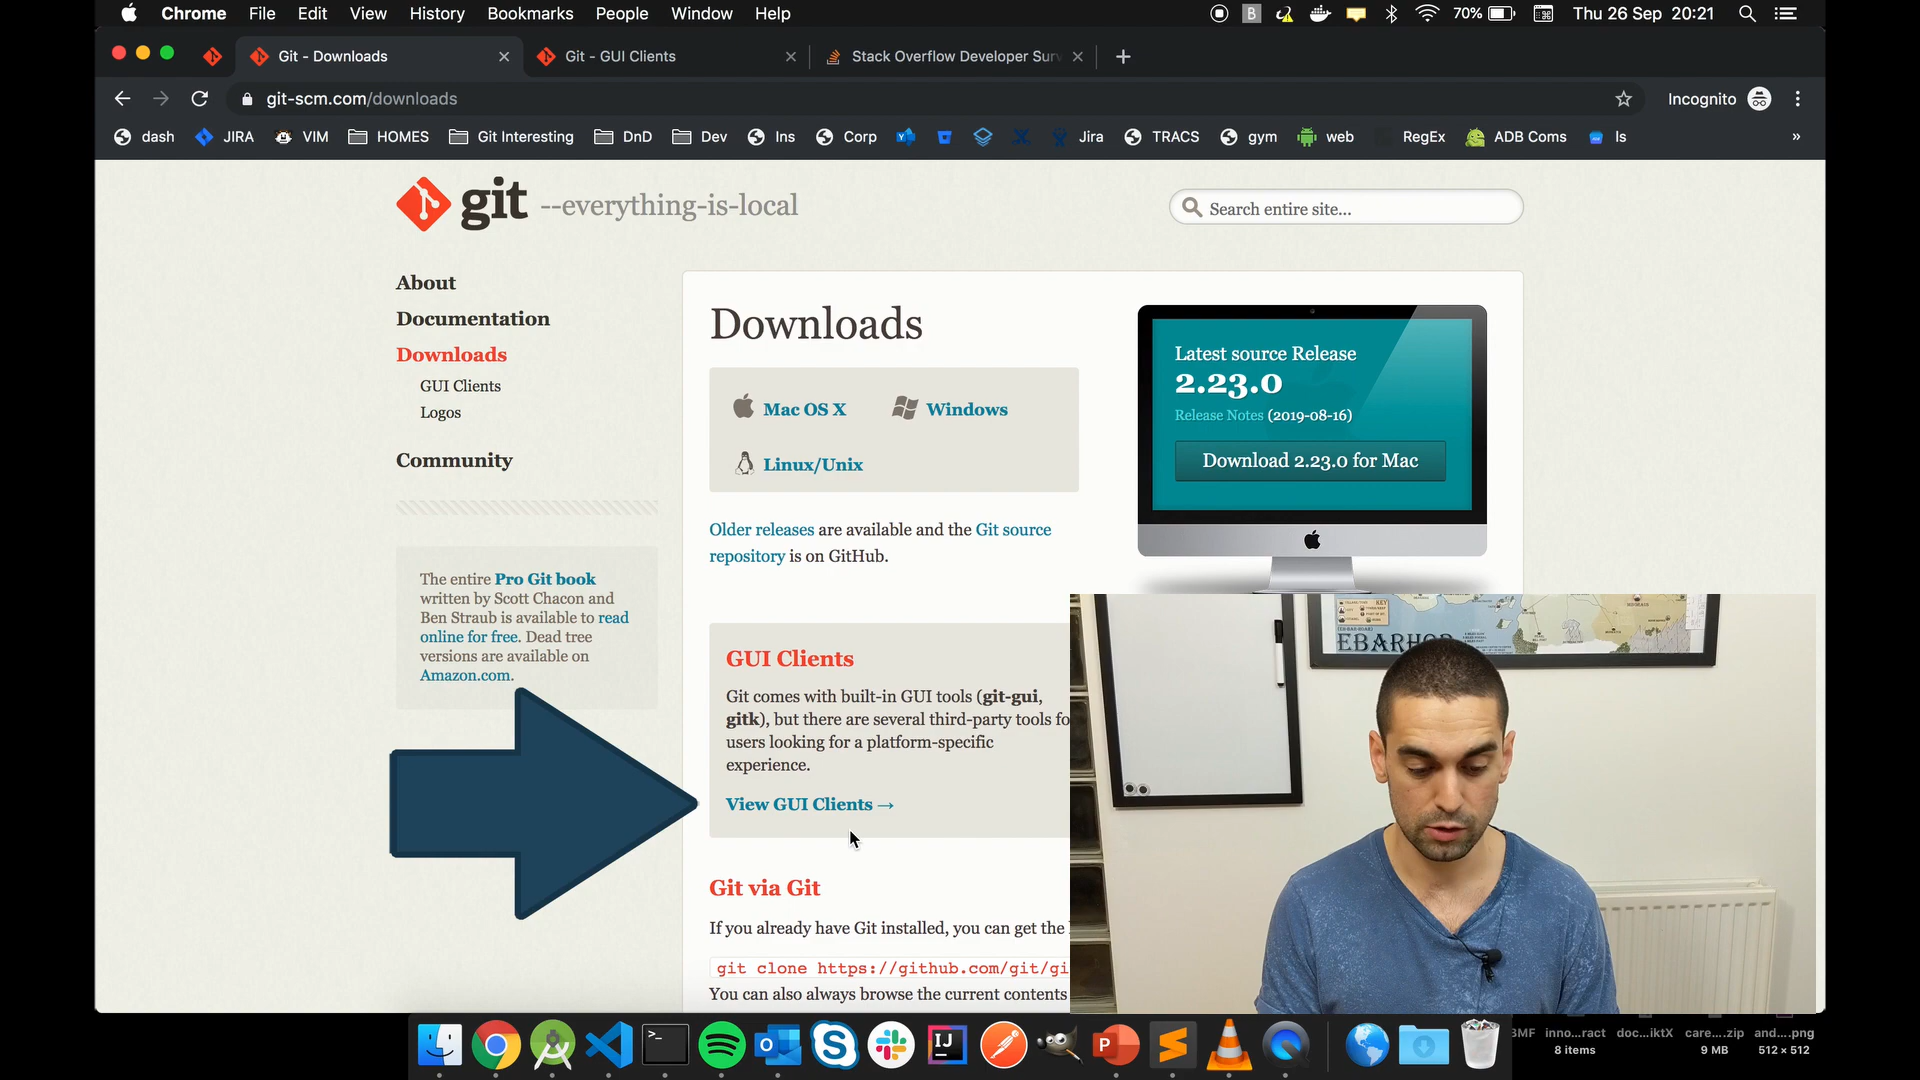 Chrome File Edit View History Bookmarks People Window Help
B 70% Thu 26 Sep 20:21
Git - Downloads
Git - GUI Clients
Stack Overflow Developer Sur
git-scm.com/downloads
Incognito
dash JIRA VIM HOMES Git Interesting DnD Dev Ins Corp Jira TRACS gym web RegEx ADB Coms Is »
git --everything-is-local
Search entire site...
About
Documentation
Downloads
GUI Clients
Logos
Community
The entire Pro Git book
written by Scott Chacon and
Ben Straub is available to read
online for free. Dead tree
versions are available on
Amazon.com.
Downloads
Mac OS X Windows
Linux/Unix
Older releases are available and the Git source
repository is on GitHub.
Latest source Release
2.23.0
Release Notes (2019-08-16)
Download 2.23.0 for Mac
GUI Clients
Git comes with built-in GUI tools (git-gui,
gitk), but there are several third-party tools fo
users looking for a platform-specific
experience.
View GUI Clients →
Git via Git
If you already have Git installed, you can get the
git clone https://github.com/git/gi
You can also always browse the current contents
KEY
EBARHO
IJ
P
BMF inno...ract doc...iktX care....zip and....png
8 items 9 MB 512 × 512